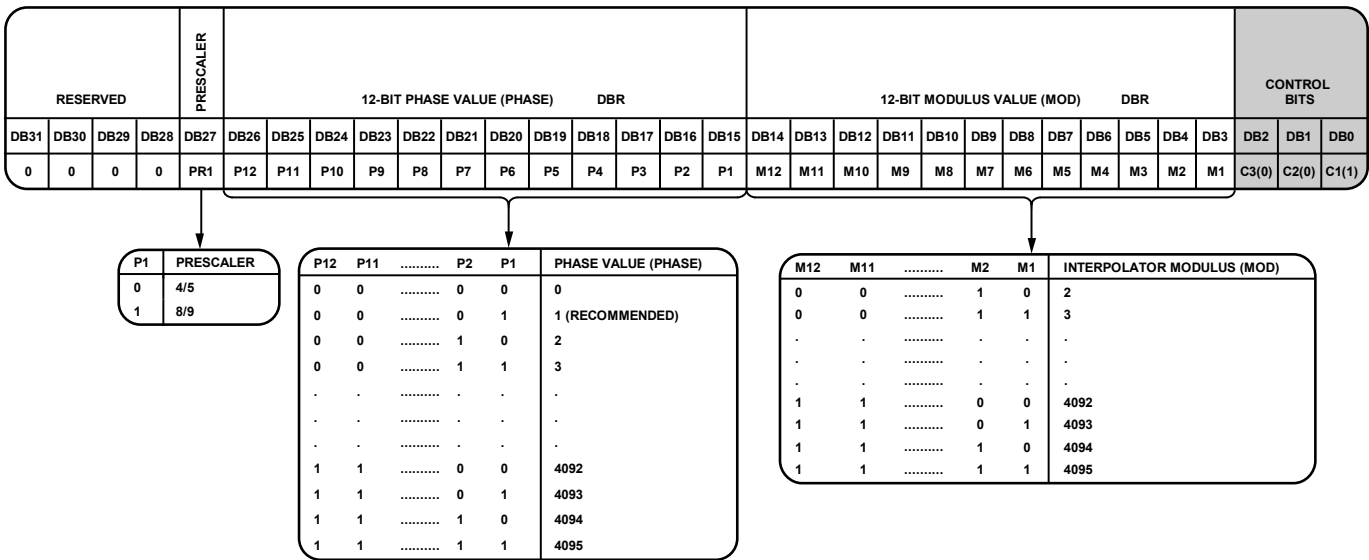 RESERVED PRESCALER 12-BIT PHASE VALUE (PHASE) DBR 12-BIT MODULUS VALUE (MOD) DBR CONTROL BITS
DB31 DB30 DB29 DB28 DB27 DB26 DB25 DB24 DB23 DB22 DB21 DB20 DB19 DB18 DB17 DB16 DB15 DB14 DB13 DB12 DB11 DB10 DB9 DB8 DB7 DB6 DB5 DB4 DB3 DB2 DB1 DB0
0 0 0 0 PR1 P12 P11 P10 P9 P8 P7 P6 P5 P4 P3 P2 P1 M12 M11 M10 M9 M8 M7 M6 M5 M4 M3 M2 M1 C3(0) C2(0) C1(1)
P1 PRESCALER
0 4/5
1 8/9
P12 P11 .......... P2 P1 PHASE VALUE (PHASE)
0 0 .......... 0 0 0
0 0 .......... 0 1 1 (RECOMMENDED)
0 0 .......... 1 0 2
0 0 .......... 1 1 3
. . .......... . . .
. . .......... . . .
. . .......... . . .
1 1 .......... 0 0 4092
1 1 .......... 0 1 4093
1 1 .......... 1 0 4094
1 1 .......... 1 1 4095
M12 M11 .......... M2 M1 INTERPOLATOR MODULUS (MOD)
0 0 .......... 1 0 2
0 0 .......... 1 1 3
. . .......... . . .
. . .......... . . .
. . .......... . . .
1 1 .......... 0 0 4092
1 1 .......... 0 1 4093
1 1 .......... 1 0 4094
1 1 .......... 1 1 4095